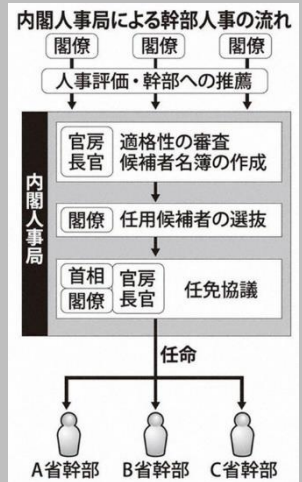 内閣人事局による幹部人事の流れ
閣僚 閣僚 閣僚
人事評価・幹部への推薦
内閣人事局
官房長官
適格性の審査
候補者名簿の作成
閣僚 任用候補者の選抜
首相
閣僚
官房長官
任免協議
任命
A省幹部 B省幹部 C省幹部